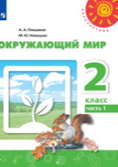 А. А. Плешаков
М. Ю. Новицкая
ОКРУЖАЮЩИЙ МИР
2
класс
часть 1